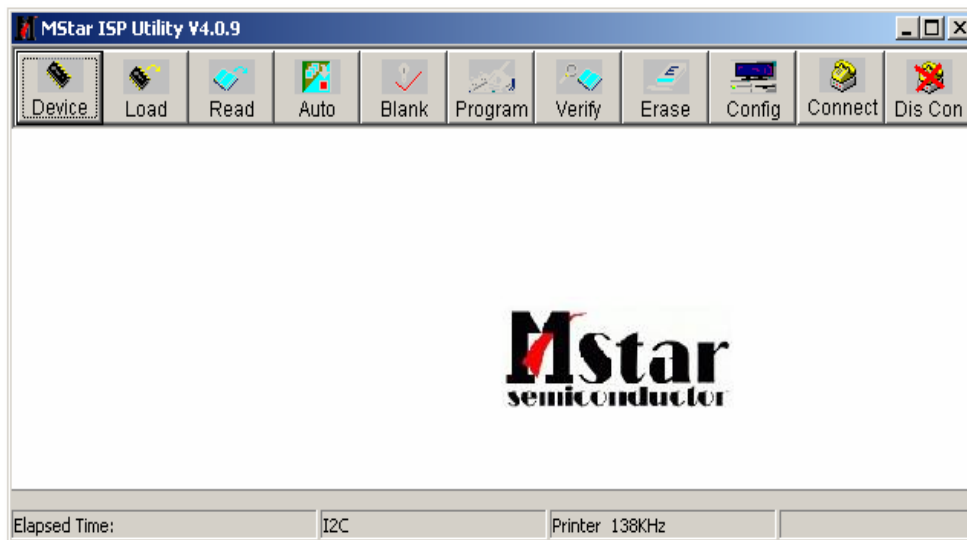 MStar ISP Utility V4.0.9
Device Load Read Auto Blank Program Verify Erase Config Connect Dis Con
MStar
semiconductor
Elapsed Time: I2C Printer 138KHz